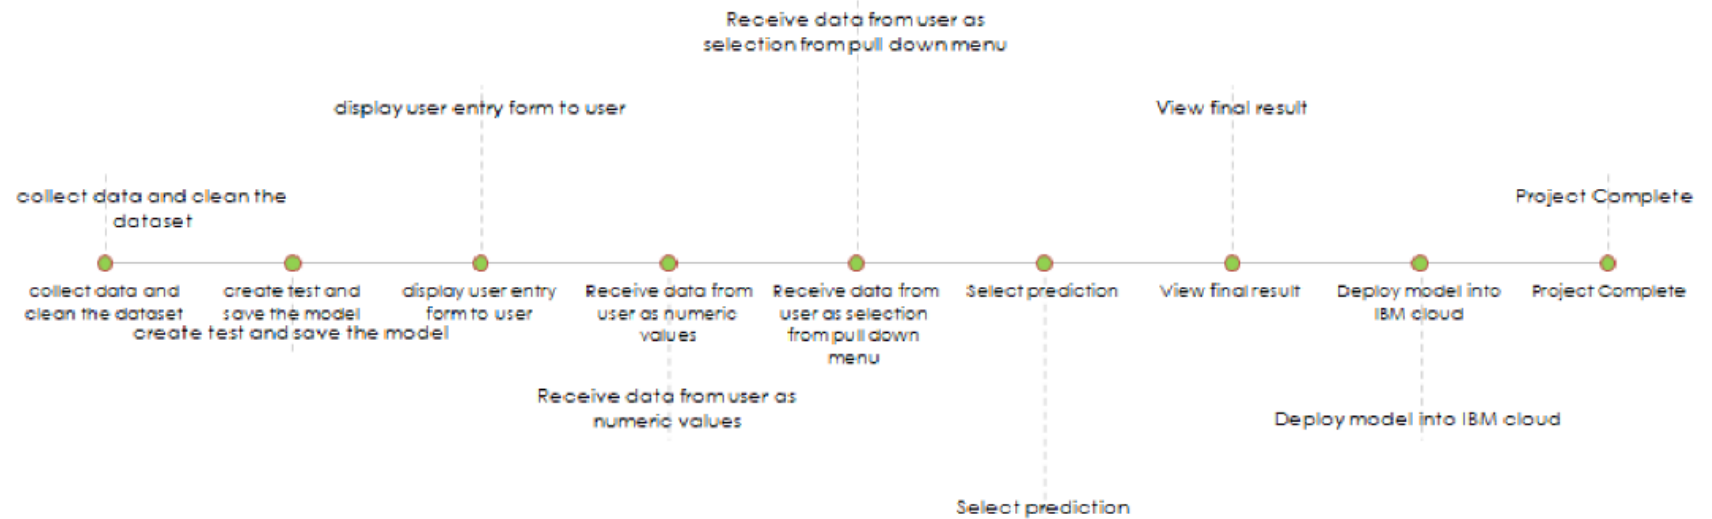 Receive data from user as
selection from pull down menu
display user entry form to user
View final result
collect data and clean the
dataset
Project Complete
collect data and
clean the dataset
create test and
save the model
display user entry
form to user
Receive data from
user as numeric
values
Receive data from
user as selection
from pull down
menu
Select prediction
View final result
Deploy model into
IBM cloud
Project Complete
create test and save the model
Receive data from user as
numeric values
Deploy model into IBM cloud
Select prediction